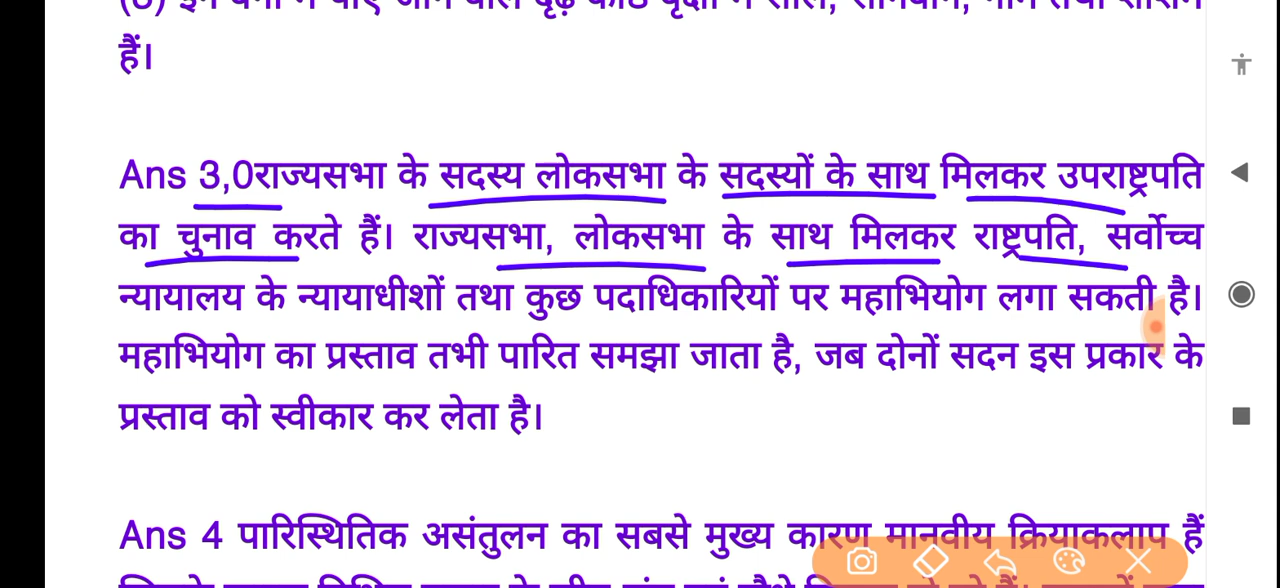 हैं।
Ans 3,0राज्यसभा के सदस्य लोकसभा के सदस्यों के साथ मिलकर उपराष्ट्रपति
का चुनाव करते हैं। राज्यसभा, लोकसभा के साथ मिलकर राष्ट्रपति, सर्वोच्च
न्यायालय के न्यायाधीशों तथा कुछ पदाधिकारियों पर महाभियोग लगा सकती है।
महाभियोग का प्रस्ताव तभी पारित समझा जाता है, जब दोनों सदन इस प्रकार के
प्रस्ताव को स्वीकार कर लेता है।
Ans 4 पारिस्थितिक असंतुलन का सबसे मुख्य कारण मानवीय क्रियाकलाप हैं